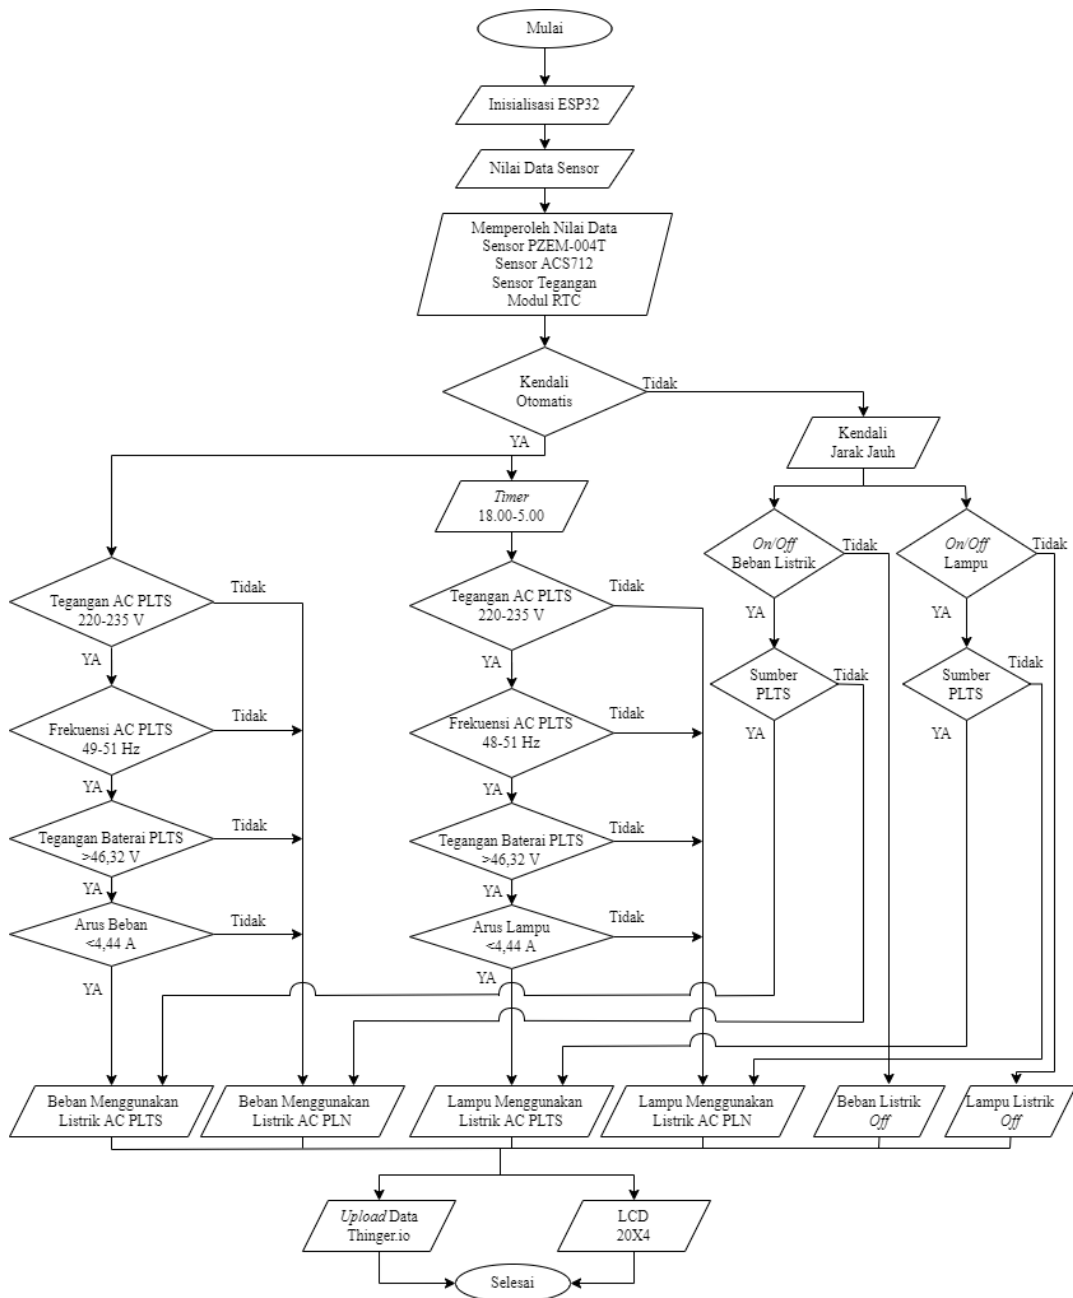 Mulai
Inisialisasi ESP32
Nilai Data Sensor
Memperoleh Nilai Data
Sensor PZEM-004T
Sensor ACS712
Sensor Tegangan
Modul RTC
Kendali
Otomatis
Tidak
YA
Kendali
Jarak Jauh
Timer
18.00-5.00
On/Off
Beban Listrik
Tidak
YA
On/Off
Lampu
Tidak
YA
Tegangan AC PLTS
220-235 V
Tidak
YA
Tegangan AC PLTS
220-235 V
Tidak
YA
Sumber
PLTS
Tidak
YA
Sumber
PLTS
Tidak
YA
Frekuensi AC PLTS
49-51 Hz
Tidak
YA
Frekuensi AC PLTS
48-51 Hz
Tidak
YA
Tegangan Baterai PLTS
>46,32 V
Tidak
YA
Tegangan Baterai PLTS
>46,32 V
Tidak
YA
Arus Beban
<4,44 A
Tidak
YA
Arus Lampu
<4,44 A
Tidak
YA
Beban Menggunakan
Listrik AC PLTS
Beban Menggunakan
Listrik AC PLN
Lampu Menggunakan
Listrik AC PLTS
Lampu Menggunakan
Listrik AC PLN
Beban Listrik
Off
Lampu Listrik
Off
Upload Data
Thinger.io
LCD
20X4
Selesai